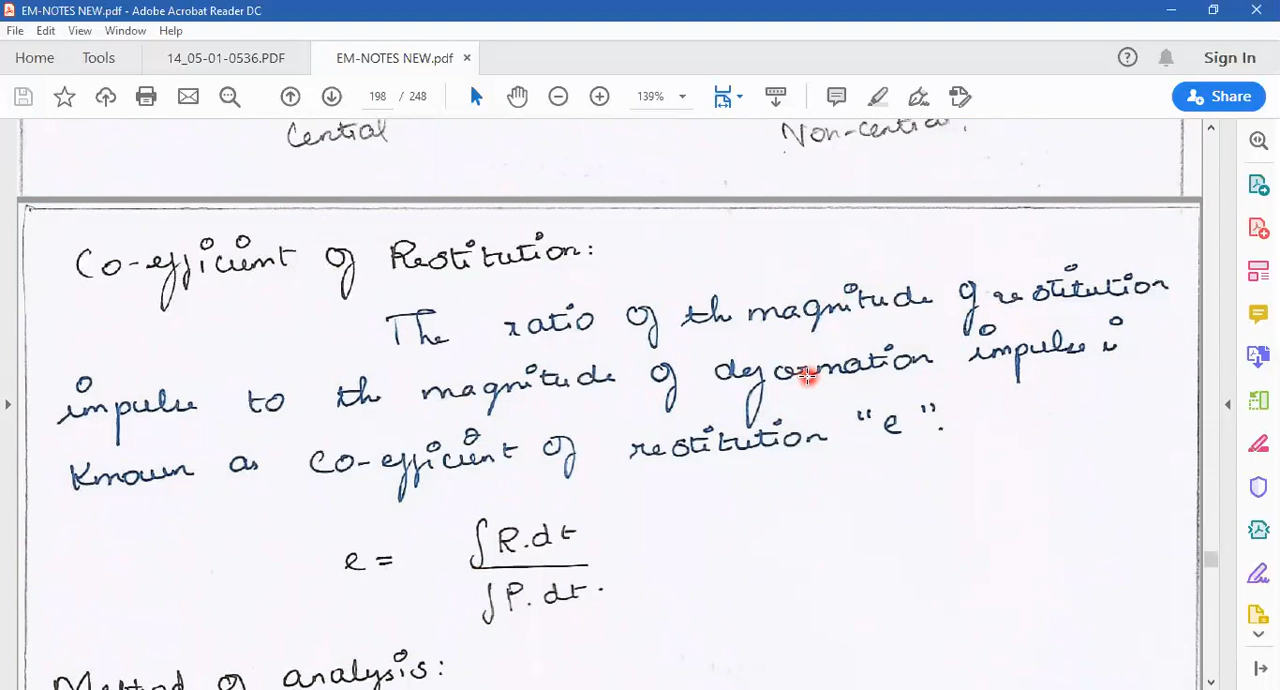 EM-NOTES NEW.pdf - Adobe Acrobat Reader DC
File Edit View Window Help
Home Tools 14_05-01-0536.PDF EM-NOTES NEW.pdf × Sign In
198 / 248 139% Share
Central Non-central.
Co-efficient of Restitution:
The ratio of th magnitude of restitution
impulse to th magnitude of deformation impulse is
Known as co-efficient of restitution "e".
e = ∫R.dt
∫P.dt.
Method of analysis: